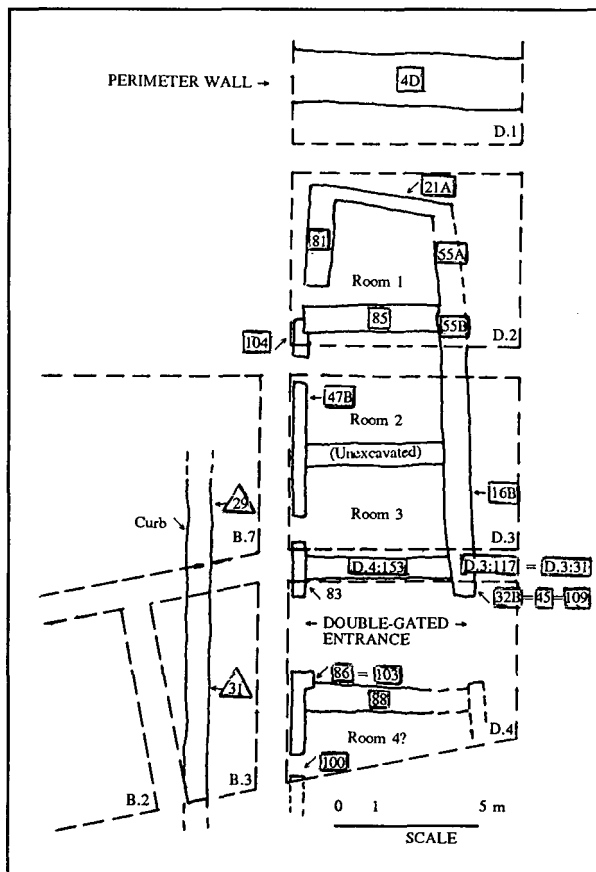 PERIMETER WALL →
4D
D.1
21A
81
55A
Room 1
85
55B
104
D.2
47B
Room 2
(Unexcavated)
29
16B
Curb
Room 3
B.7
D.3
D.4:153
D.3:117 = D.3:31
83
32B = 45 = 109
← DOUBLE-GATED →
ENTRANCE
86 = 103
31
88
Room 4?
D.4
100
B.2
B.3
0 1 5 m
SCALE